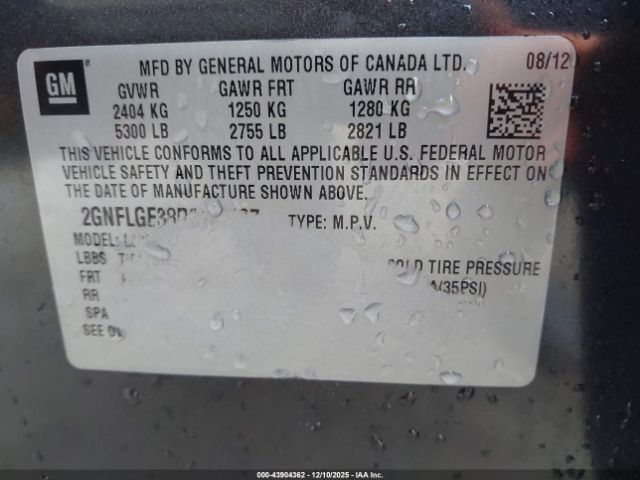 GM
MFD BY GENERAL MOTORS OF CANADA LTD. 08/12
GVWR GAWR FRT GAWR RR
2404 KG 1250 KG 1280 KG
5300 LB 2755 LB 2821 LB
THIS VEHICLE CONFORMS TO ALL APPLICABLE U.S. FEDERAL MOTOR
VEHICLE SAFETY AND THEFT PREVENTION STANDARDS IN EFFECT ON
THE DATE OF MANUFACTURE SHOWN ABOVE.
TYPE: M.P.V.
MODEL:
LBBS COLD TIRE PRESSURE
FRT (35PSI)
RR
SPA
SEE
000-43904362 - 12/10/2025 - IAAI.COM